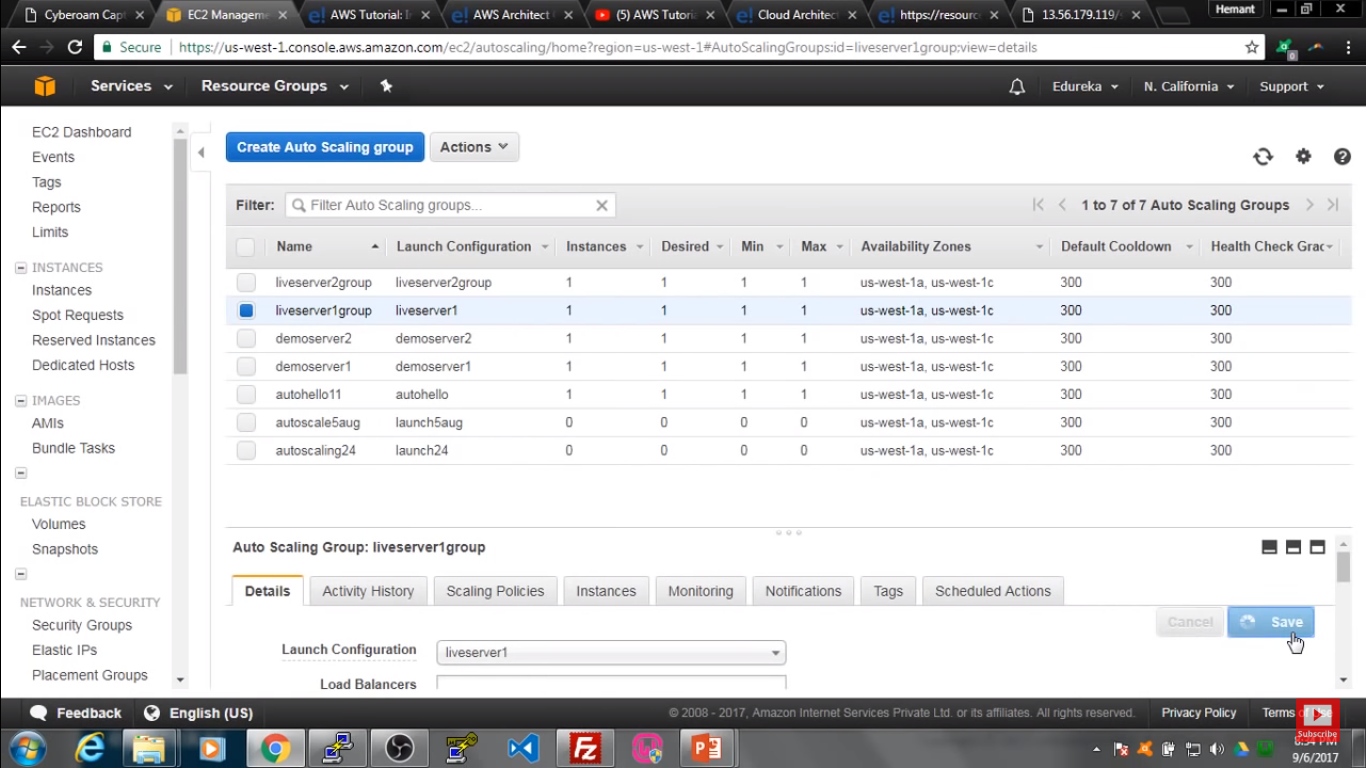 Cyberoam Capt
EC2 Managemen
AWS Tutorial: In
AWS Architect C
(5) AWS Tutoria
Cloud Architect
https://resource
13.56.179.119/s
Hemant
Secure
https://us-west-1.console.aws.amazon.com/ec2/autoscaling/home?region=us-west-1#AutoScalingGroups:id=liveserver1group;view=details
0
Services
Resource Groups
Edureka
N. California
Support
EC2 Dashboard
Events
Tags
Reports
Limits
INSTANCES
Instances
Spot Requests
Reserved Instances
Dedicated Hosts
IMAGES
AMIs
Bundle Tasks
ELASTIC BLOCK STORE
Volumes
Snapshots
NETWORK & SECURITY
Security Groups
Elastic IPs
Placement Groups
Create Auto Scaling group
Actions
Filter:
Filter Auto Scaling groups...
1 to 7 of 7 Auto Scaling Groups
Name Launch Configuration Instances Desired Min Max Availability Zones Default Cooldown Health Check Grac
liveserver2group liveserver2group 1 1 1 1 us-west-1a, us-west-1c 300 300
liveserver1group liveserver1 1 1 1 1 us-west-1a, us-west-1c 300 300
demoserver2 demoserver2 1 1 1 1 us-west-1a, us-west-1c 300 300
demoserver1 demoserver1 1 1 1 1 us-west-1a, us-west-1c 300 300
autohello11 autohello 1 1 1 1 us-west-1a, us-west-1c 300 300
autoscale5aug launch5aug 0 0 0 0 us-west-1a, us-west-1c 300 300
autoscaling24 launch24 0 0 0 0 us-west-1a, us-west-1c 300 300
Auto Scaling Group: liveserver1group
Details
Activity History
Scaling Policies
Instances
Monitoring
Notifications
Tags
Scheduled Actions
Cancel
Save
Launch Configuration
liveserver1
Load Balancers
Feedback
English (US)
© 2008 - 2017, Amazon Internet Services Private Ltd. or its affiliates. All rights reserved.
Privacy Policy
Terms of Use
Subscribe
9/6/2017